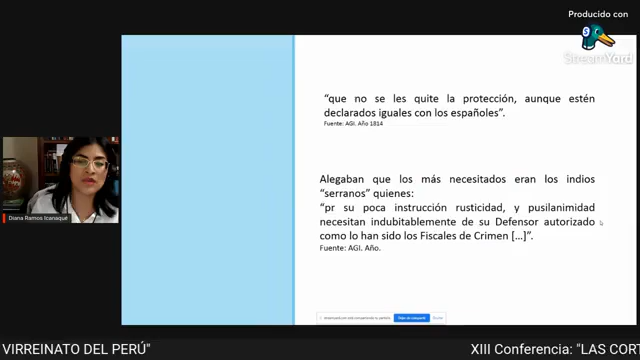 Producido con
StreamYard
“que no se les quite la protección, aunque estén
declarados iguales con los españoles”.
Fuente: AGI. Año 1814
Alegaban que los más necesitados eran los indios
“serranos” quienes:
“pr su poca instrucción rusticidad, y pusilanimidad
necesitan indubitablemente de su Defensor autorizado
como lo han sido los Fiscales de Crimen […]”.
Fuente: AGI. Año.
Diana Ramos Icanaqué
VIRREINATO DEL PERÚ"
XIII Conferencia: "LAS CORT